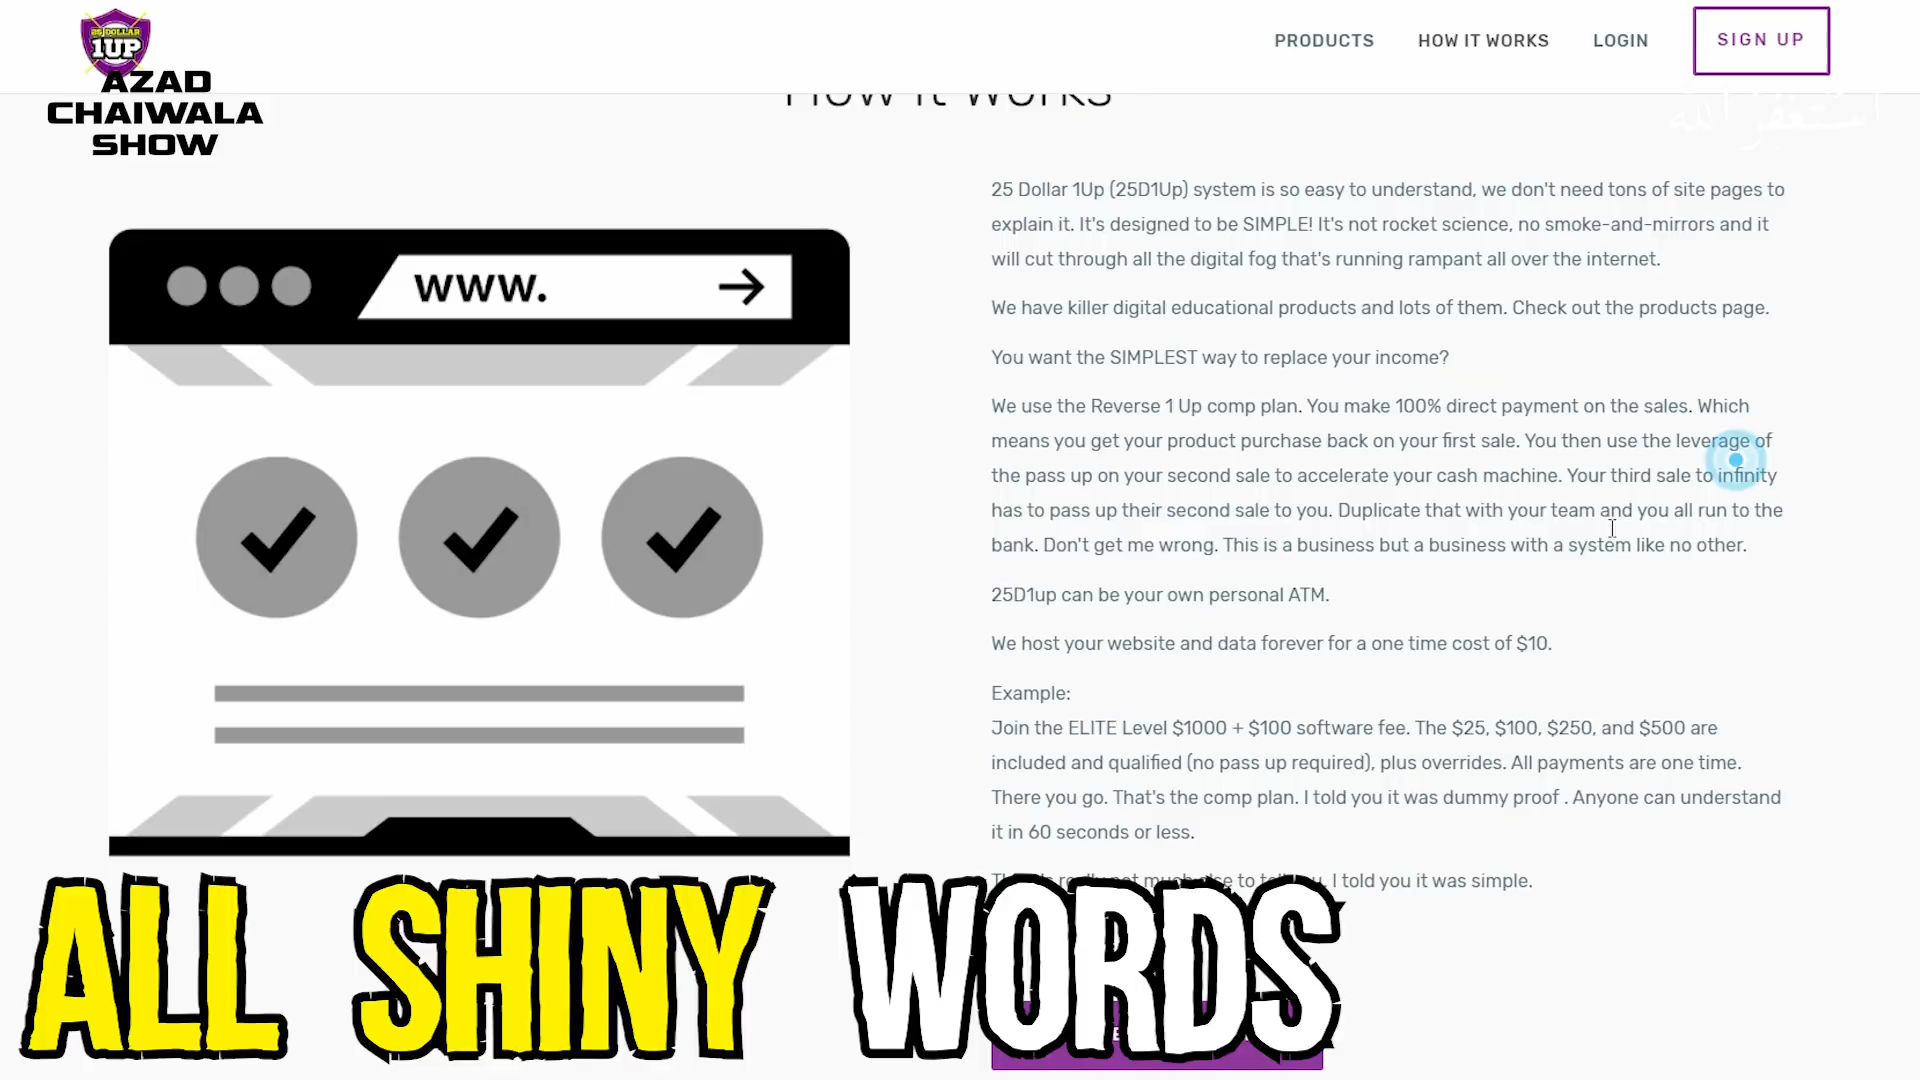 25 DOLLAR
1UP
AZAD
CHAIWALA
SHOW
PRODUCTS
HOW IT WORKS
LOGIN
SIGN UP
How It Works
استغفر الله
www.
25 Dollar 1Up (25D1Up) system is so easy to understand, we don't need tons of site pages to
explain it. It's designed to be SIMPLE! It's not rocket science, no smoke-and-mirrors and it
will cut through all the digital fog that's running rampant all over the internet.
We have killer digital educational products and lots of them. Check out the products page.
You want the SIMPLEST way to replace your income?
We use the Reverse 1 Up comp plan. You make 100% direct payment on the sales. Which
means you get your product purchase back on your first sale. You then use the leverage of
the pass up on your second sale to accelerate your cash machine. Your third sale to infinity
has to pass up their second sale to you. Duplicate that with your team and you all run to the
bank. Don't get me wrong. This is a business but a business with a system like no other.
25D1up can be your own personal ATM.
We host your website and data forever for a one time cost of $10.
Example:
Join the ELITE Level $1000 + $100 software fee. The $25, $100, $250, and $500 are
included and qualified (no pass up required), plus overrides. All payments are one time.
There you go. That's the comp plan. I told you it was dummy proof . Anyone can understand
it in 60 seconds or less.
much else to tell you. I told you it was simple.
ALL SHINY WORDS